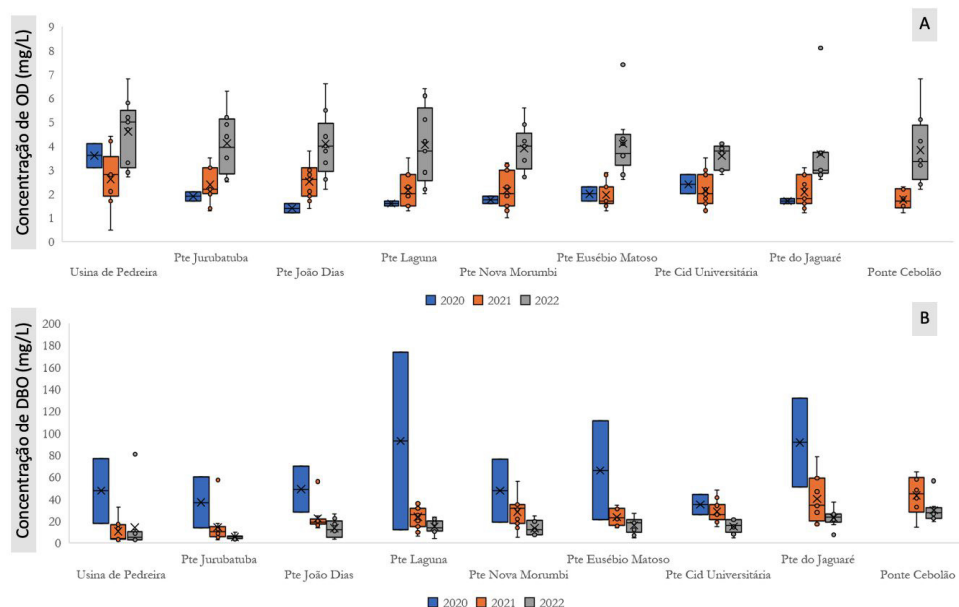 A
Concentração de OD (mg/L)
9
8
7
6
5
4
3
2
1
0
Pte Jurubatuba Pte Laguna Pte Eusébio Matoso Pte do Jaguaré
Usina de Pedreira Pte João Dias Pte Nova Morumbi Pte Cid Universitária Ponte Cebolão
2020 2021 2022
B
Concentração de DBO (mg/L)
200
180
160
140
120
100
80
60
40
20
0
Pte Jurubatuba Pte Laguna Pte Eusébio Matoso Pte do Jaguaré
Usina de Pedreira Pte João Dias Pte Nova Morumbi Pte Cid Universitária Ponte Cebolão
2020 2021 2022